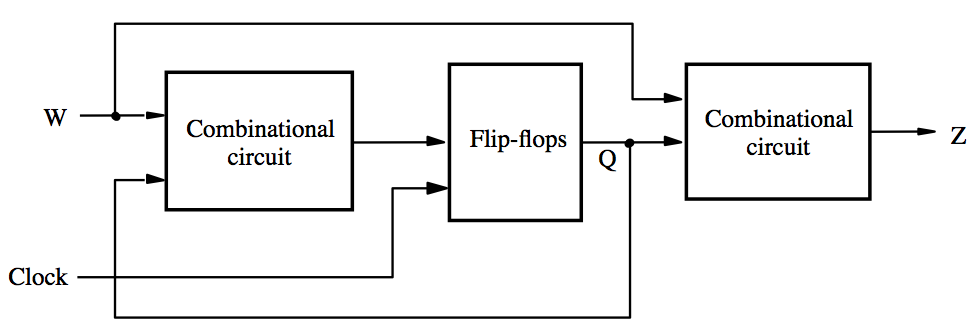 W
Combinational
circuit
Flip-flops
Q
Combinational
circuit
Z
Clock